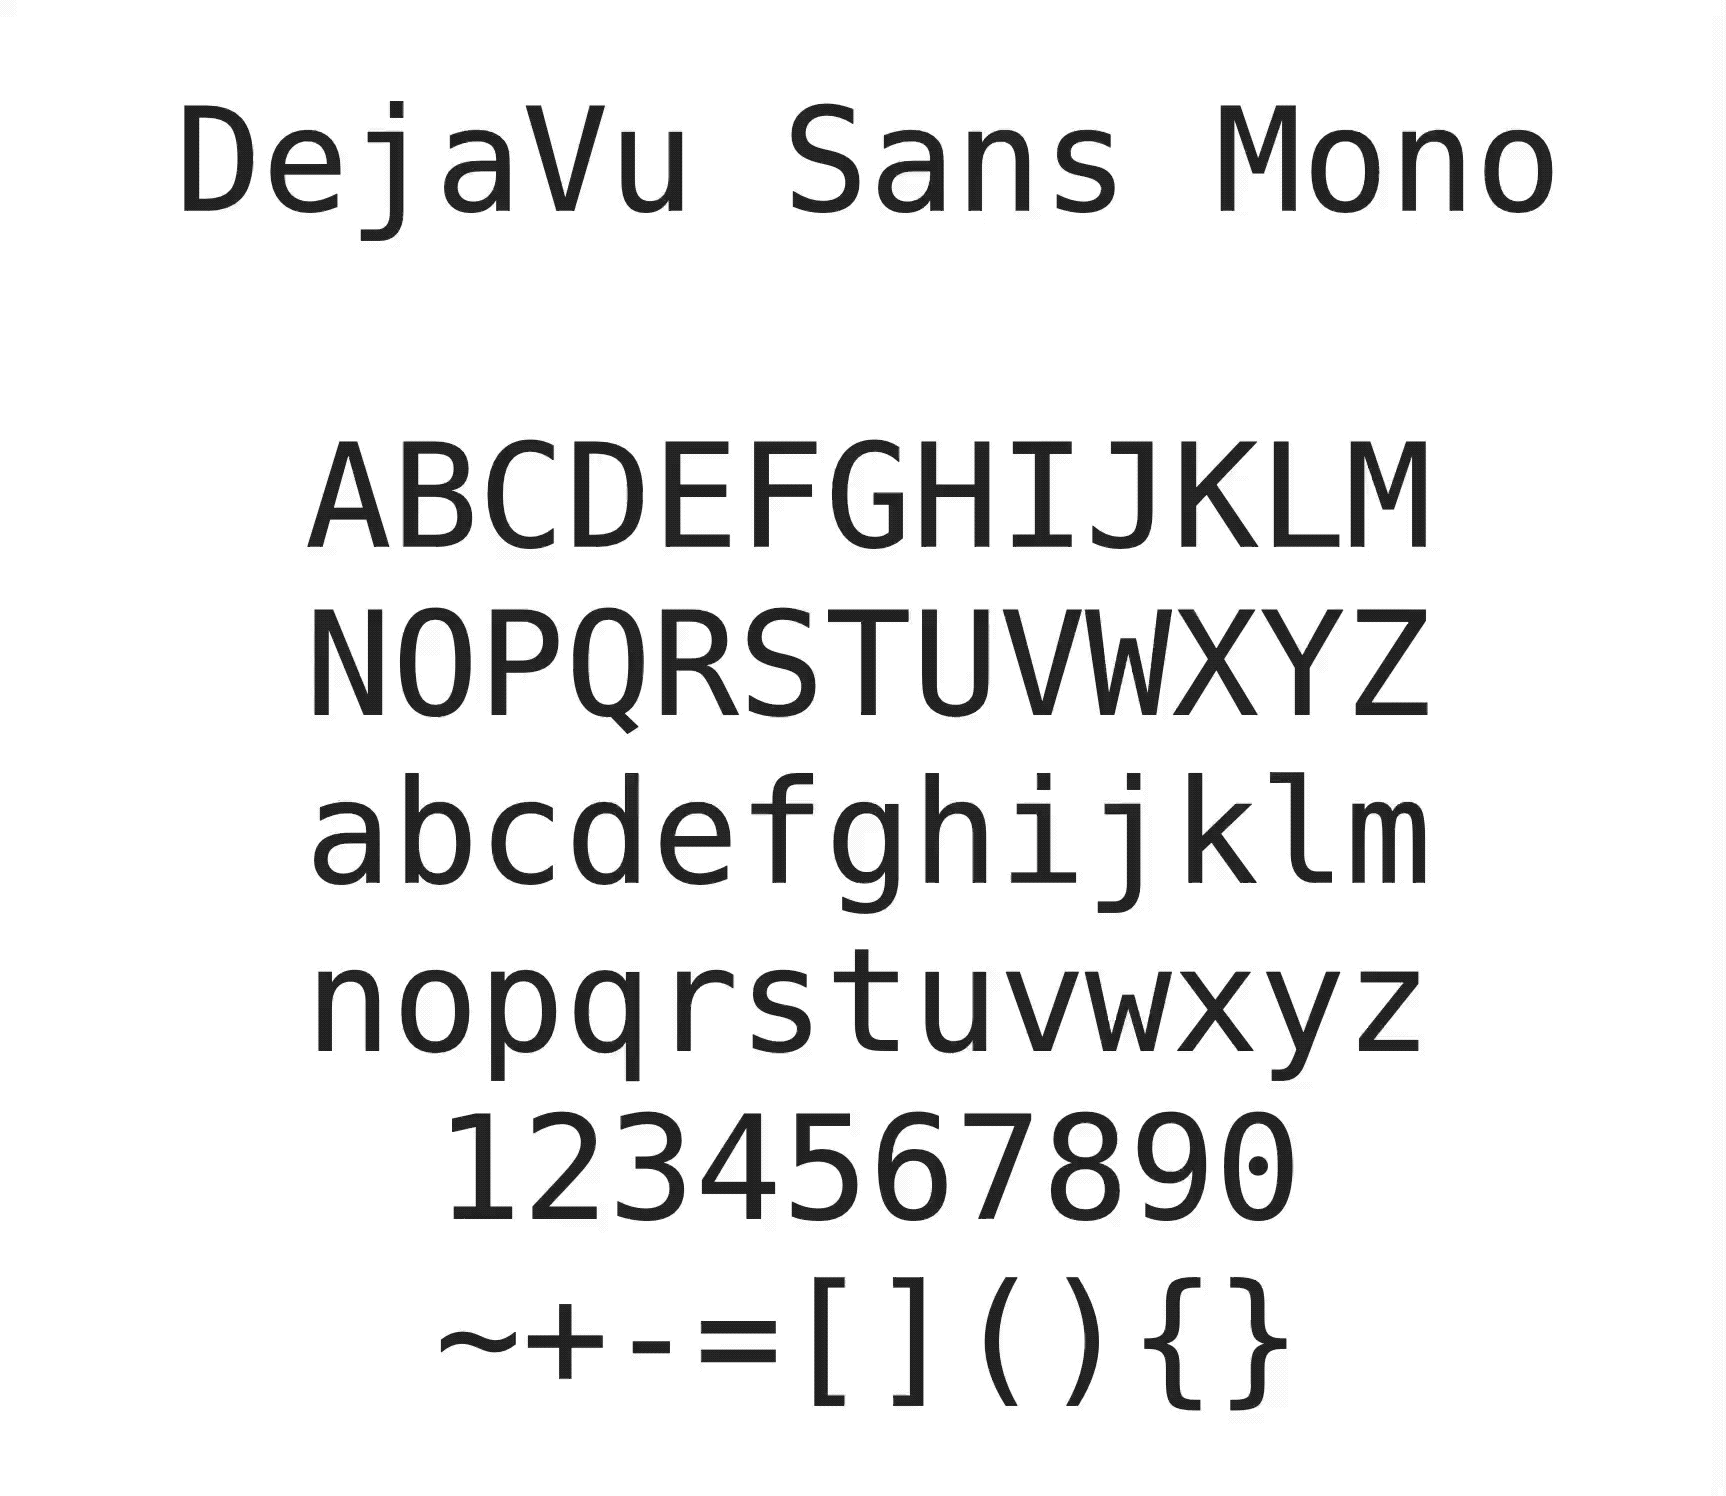 DejaVu Sans Mono
ABCDEFGHIJKLM
NOPQRSTUVWXYZ
abcdefghijklm
nopqrstuvwxyz
1234567890
~+-=[](){}